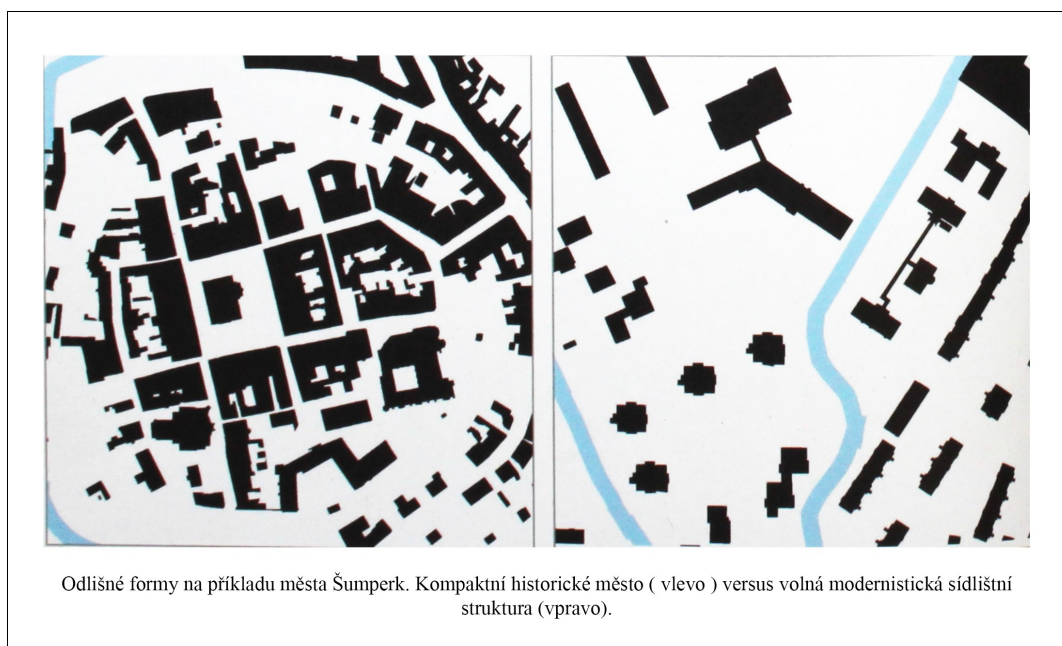 Odlišné formy na příkladu města Šumperk. Kompaktní historické město ( vlevo ) versus volná modernistická sídlištní
struktura (vpravo).